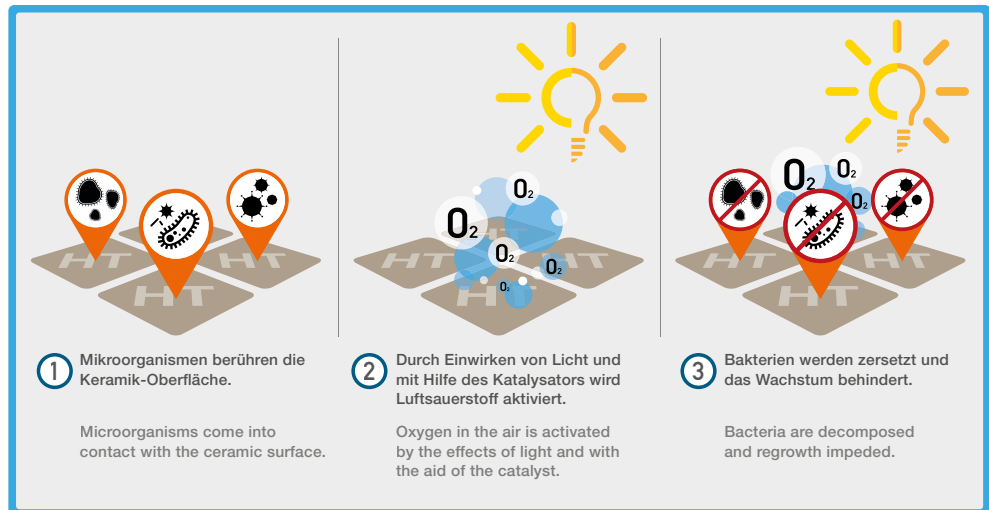 HT HT
HT
O2
O2
O2
O2
O2
HT HT
HT
O2
O2
O2
HT HT
HT
1
Mikroorganismen berühren die
Keramik-Oberfläche.
Microorganisms come into
contact with the ceramic surface.
2
Durch Einwirken von Licht und
mit Hilfe des Katalysators wird
Luftsauerstoff aktiviert.
Oxygen in the air is activated
by the effects of light and with
the aid of the catalyst.
3
Bakterien werden zersetzt und
das Wachstum behindert.
Bacteria are decomposed
and regrowth impeded.